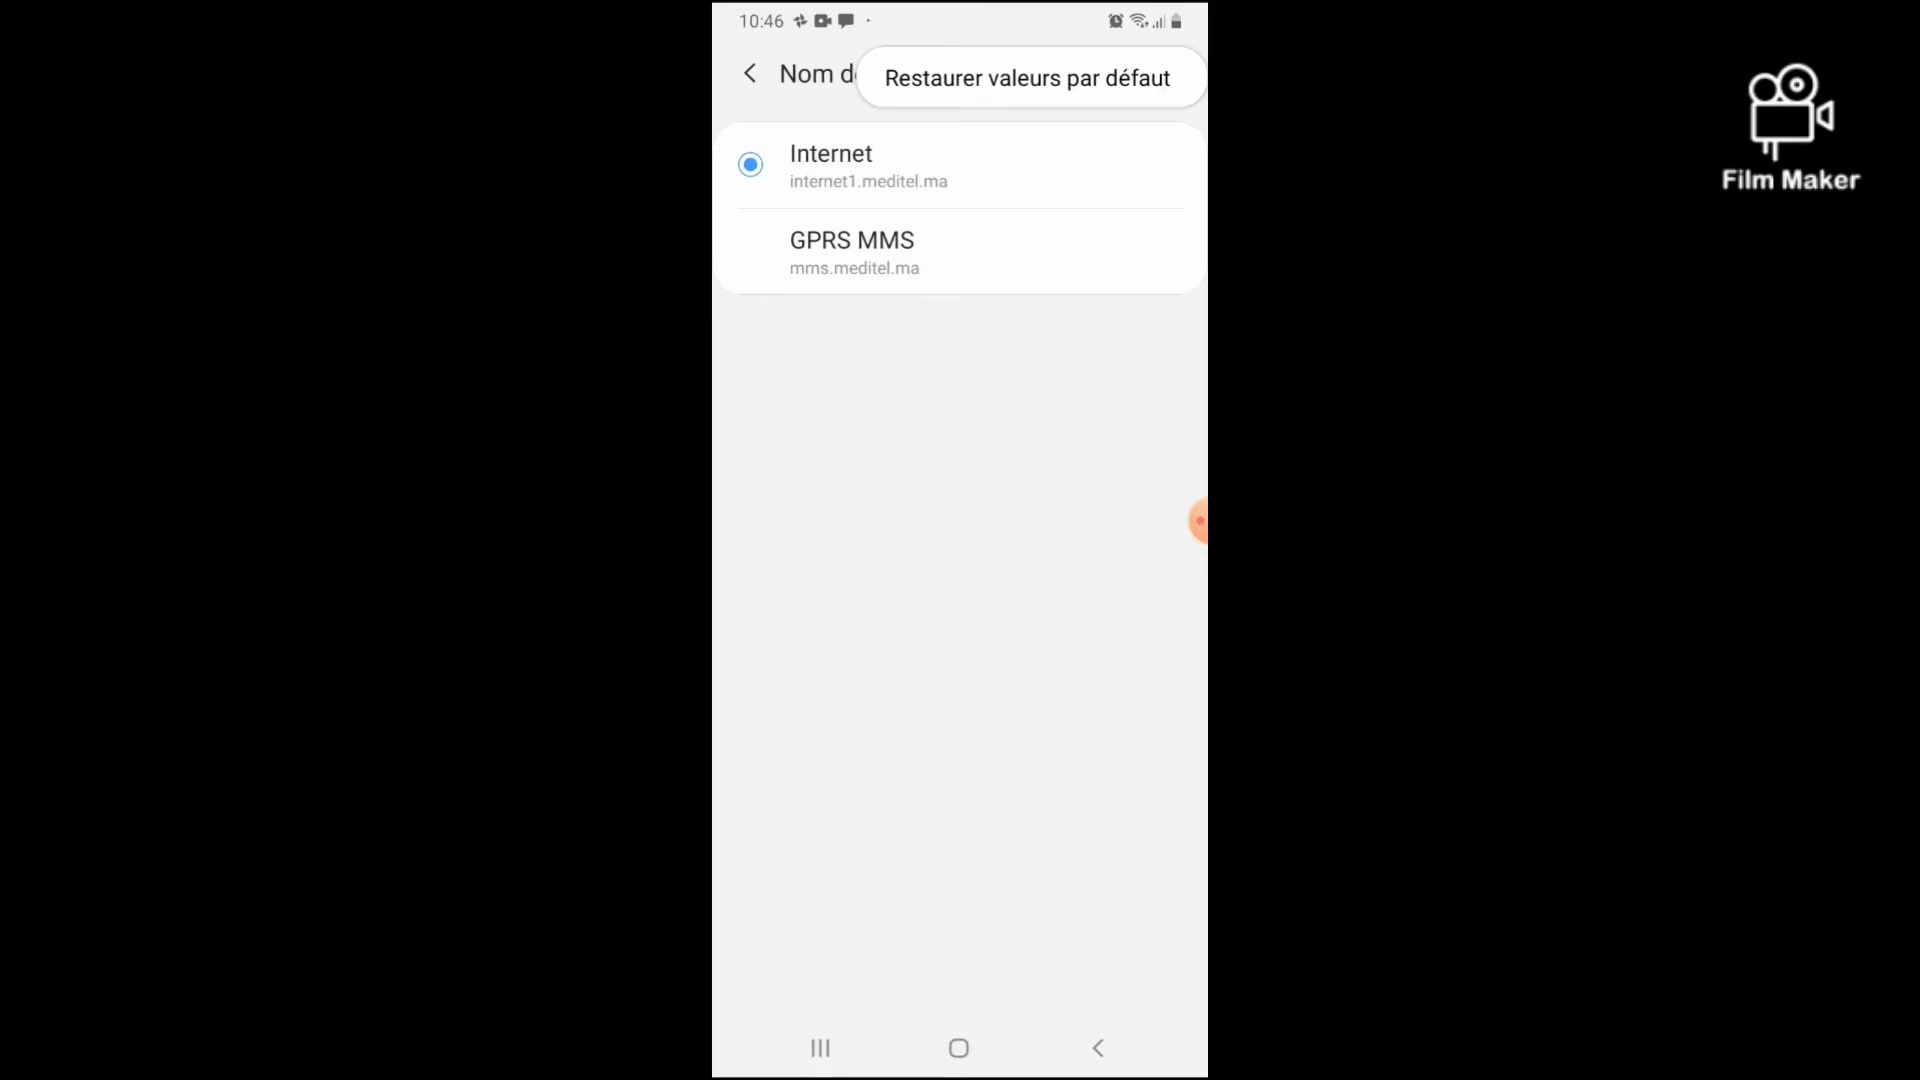 10:46
Nom d
Restaurer valeurs par défaut
Internet
internet1.meditel.ma
GPRS MMS
mms.meditel.ma
Film Maker